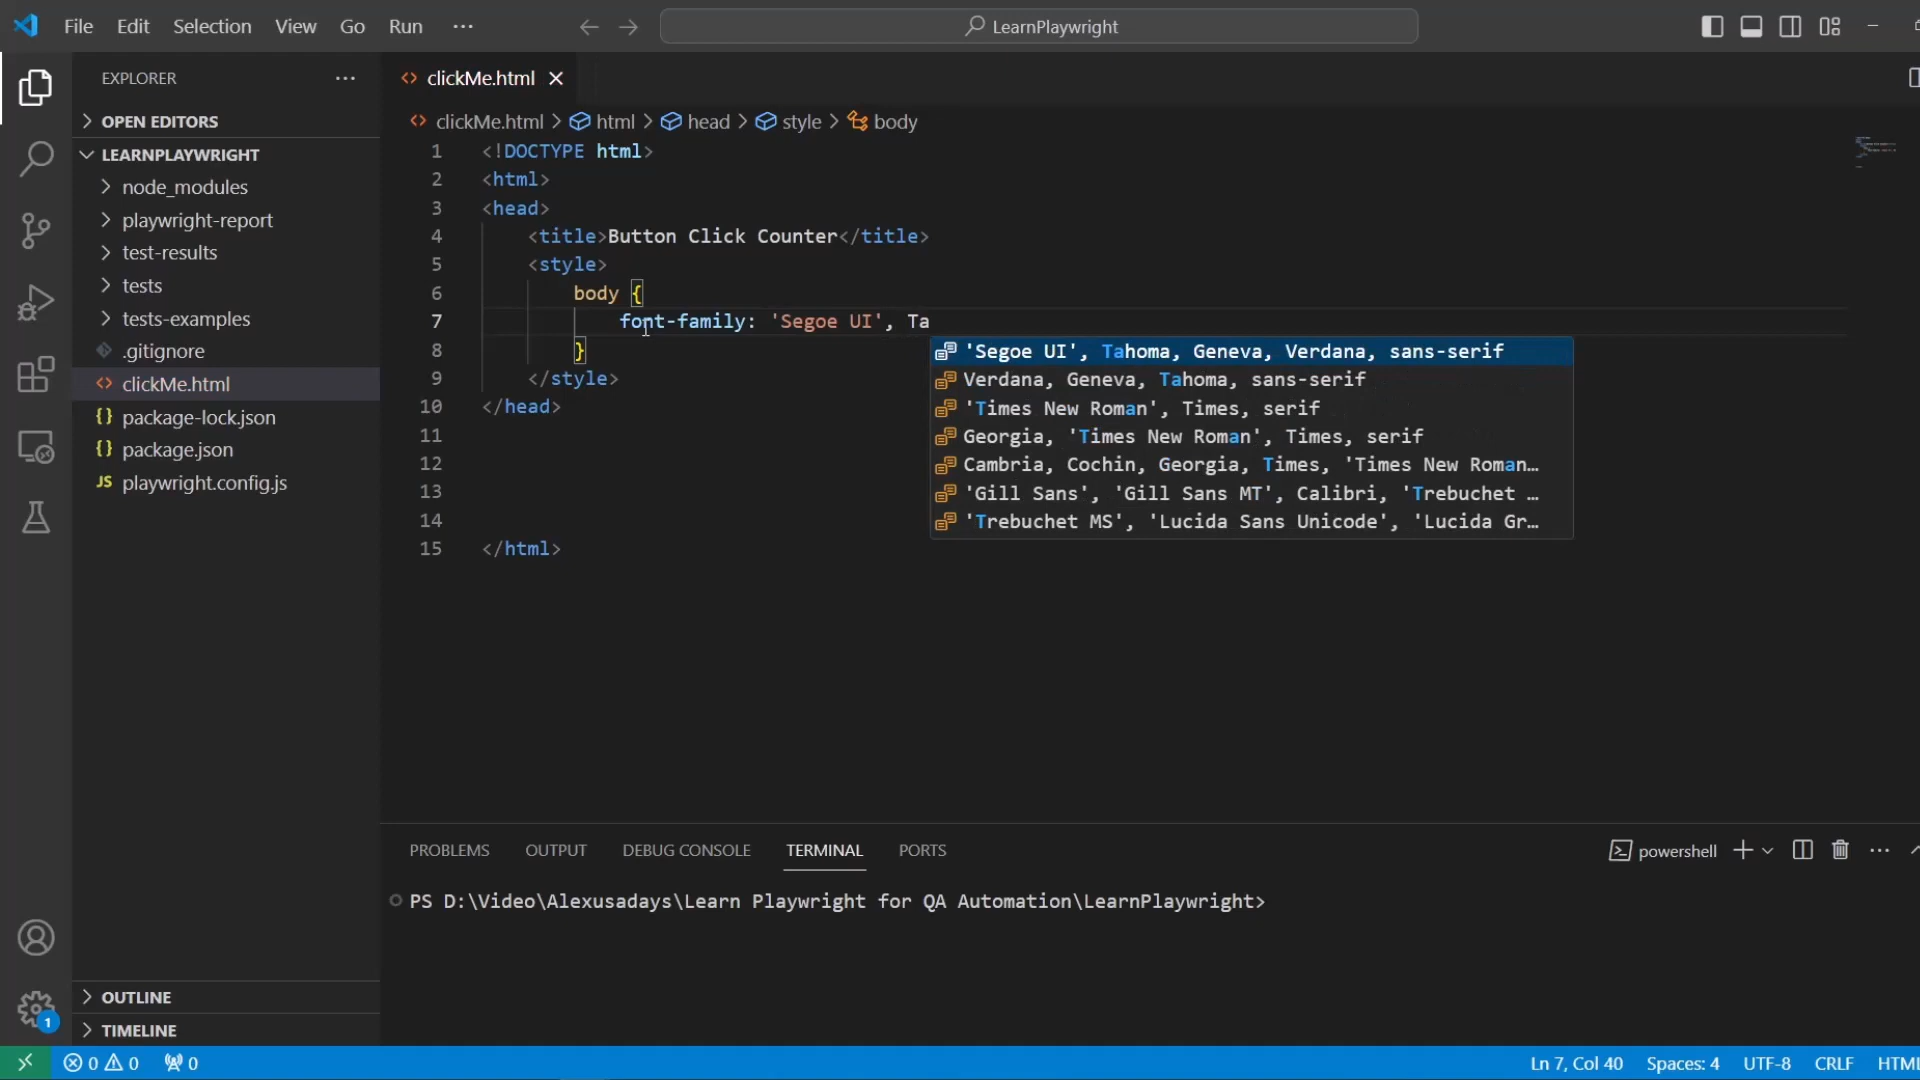 File Edit Selection View Go Run ···
LearnPlaywright
EXPLORER ···
OPEN EDITORS
LEARNPLAYWRIGHT
node_modules
playwright-report
test-results
tests
tests-examples
.gitignore
clickMe.html
{} package-lock.json
{} package.json
JS playwright.config.js
OUTLINE
TIMELINE
1
clickMe.html
clickMe.html > html > head > style > body
1 <!DOCTYPE html>
2 <html>
3 <head>
4 <title>Button Click Counter</title>
5 <style>
6 body {
7 font-family: 'Segoe UI', Ta
8 }
9 </style>
10 </head>
11
12
13
14
15 </html>
'Segoe UI', Tahoma, Geneva, Verdana, sans-serif
Verdana, Geneva, Tahoma, sans-serif
'Times New Roman', Times, serif
Georgia, 'Times New Roman', Times, serif
Cambria, Cochin, Georgia, Times, 'Times New Roman…
'Gill Sans', 'Gill Sans MT', Calibri, 'Trebuchet …
'Trebuchet MS', 'Lucida Sans Unicode', 'Lucida Gr…
PROBLEMS OUTPUT DEBUG CONSOLE TERMINAL PORTS
powershell
PS D:\Video\Alexusadays\Learn Playwright for QA Automation\LearnPlaywright>
0 0 0
Ln 7, Col 40 Spaces: 4 UTF-8 CRLF HTML